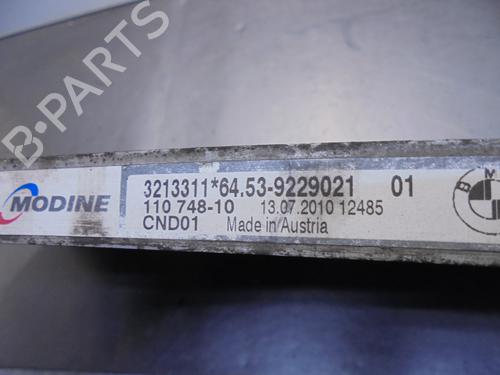 B-PARTS
MODINE
3213311*64.53-9229021 01
110 748-10 13.07.2010 12485
CND01 Made in Austria
B M